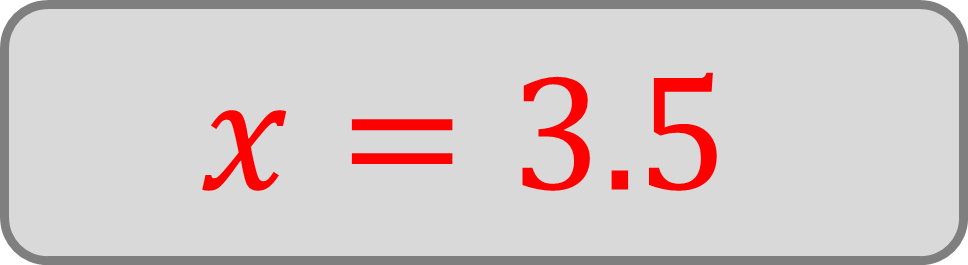 x = 3.5